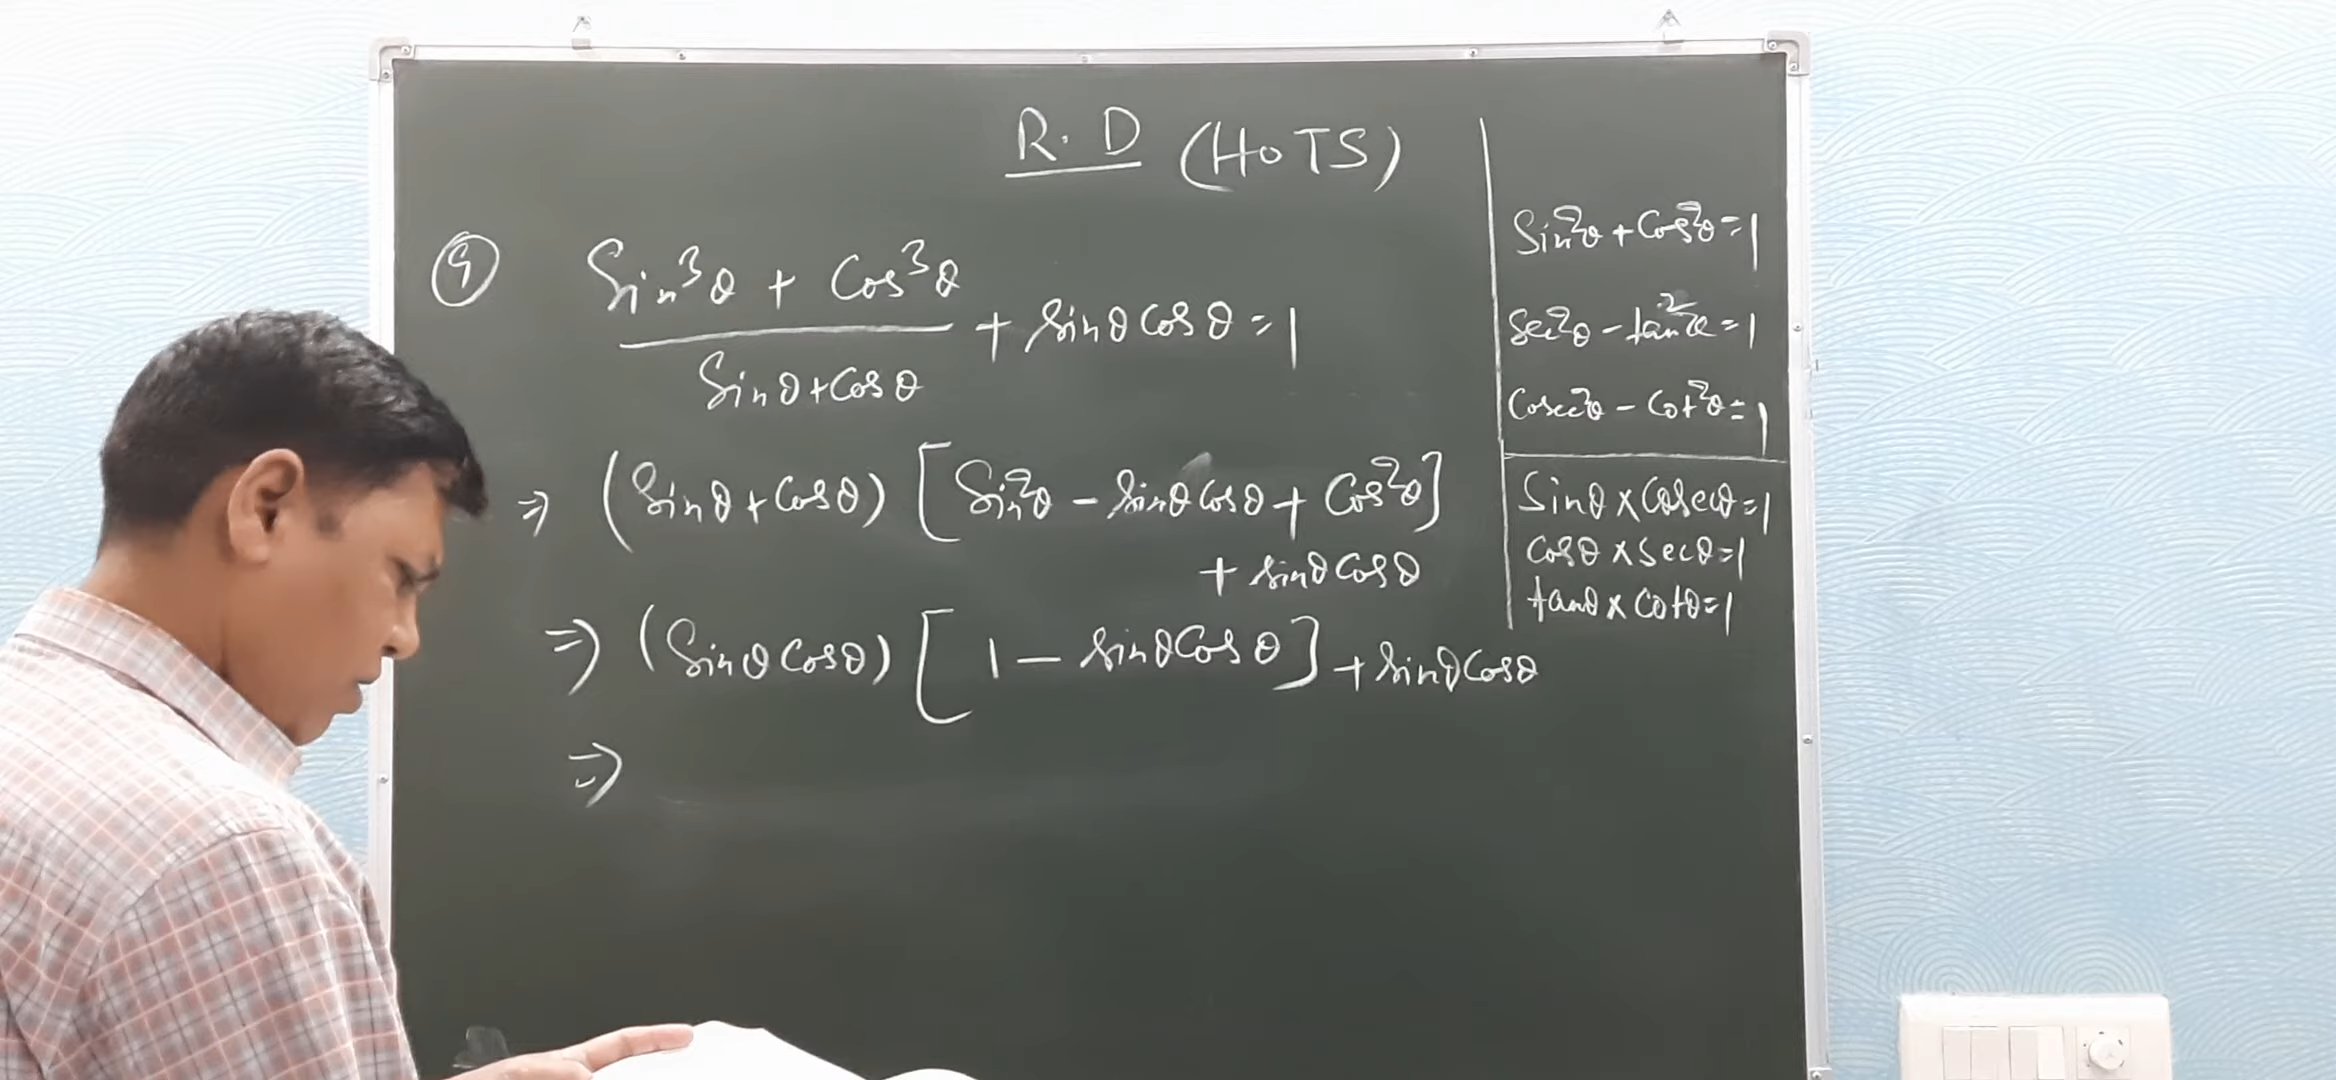 R.D (HOTS)
9 Sin³θ + Cos³θ / Sinθ+Cosθ + sinθ cosθ = 1
⇒ (Sinθ + Cosθ) [Sin²θ - sinθ cosθ + Cos²θ]
+ sinθ cosθ
⇒ (Sinθ Cosθ) [1 - sinθ Cosθ] + sinθ Cosθ
⇒
Sin²θ + Cos²θ = 1
Sec²θ - tan²θ = 1
Cosec²θ - Cot²θ = 1
Sinθ × Cosecθ = 1
Cosθ × Secθ = 1
tanθ × Cotθ = 1